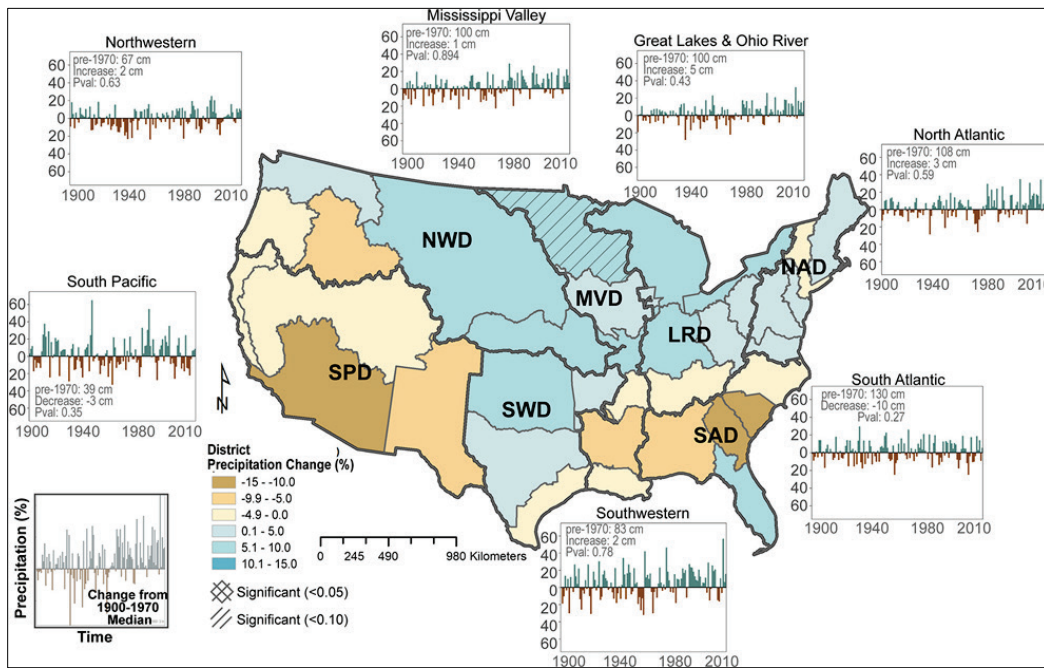 Mississippi Valley
60
40
20
0
20
40
60
pre-1970: 100 cm
Increase: 1 cm
Pval: 0.894
1900 1940 1980 2010
Northwestern
60
40
20
0
20
40
60
pre-1970: 67 cm
Increase: 2 cm
Pval: 0.63
1900 1940 1980 2010
Great Lakes & Ohio River
60
40
20
0
20
40
60
pre-1970: 100 cm
Increase: 5 cm
Pval: 0.43
1900 1940 1980 2010
North Atlantic
60
40
20
0
20
40
60
pre-1970: 108 cm
Increase: 3 cm
Pval: 0.59
1900 1940 1980 2010
South Pacific
60
40
20
0
20
40
60
pre-1970: 39 cm
Decrease: -3 cm
Pval: 0.35
1900 1940 1980 2010
NWD
MVD
NAD
LRD
SPD
SWD
SAD
N
South Atlantic
60
40
20
0
20
40
60
pre-1970: 130 cm
Decrease: -10 cm
Pval: 0.27
1900 1940 1980 2010
District
Precipitation Change (%)
-15 - -10.0
-9.9 - -5.0
-4.9 - 0.0
0.1 - 5.0
5.1 - 10.0
10.1 - 15.0
Significant (<0.05)
Significant (<0.10)
0 245 490 980 Kilometers
Southwestern
60
40
20
0
20
40
60
pre-1970: 83 cm
Increase: 2 cm
Pval: 0.78
1900 1940 1980 2010
Precipitation (%)
Change from
1900-1970
Median
Time